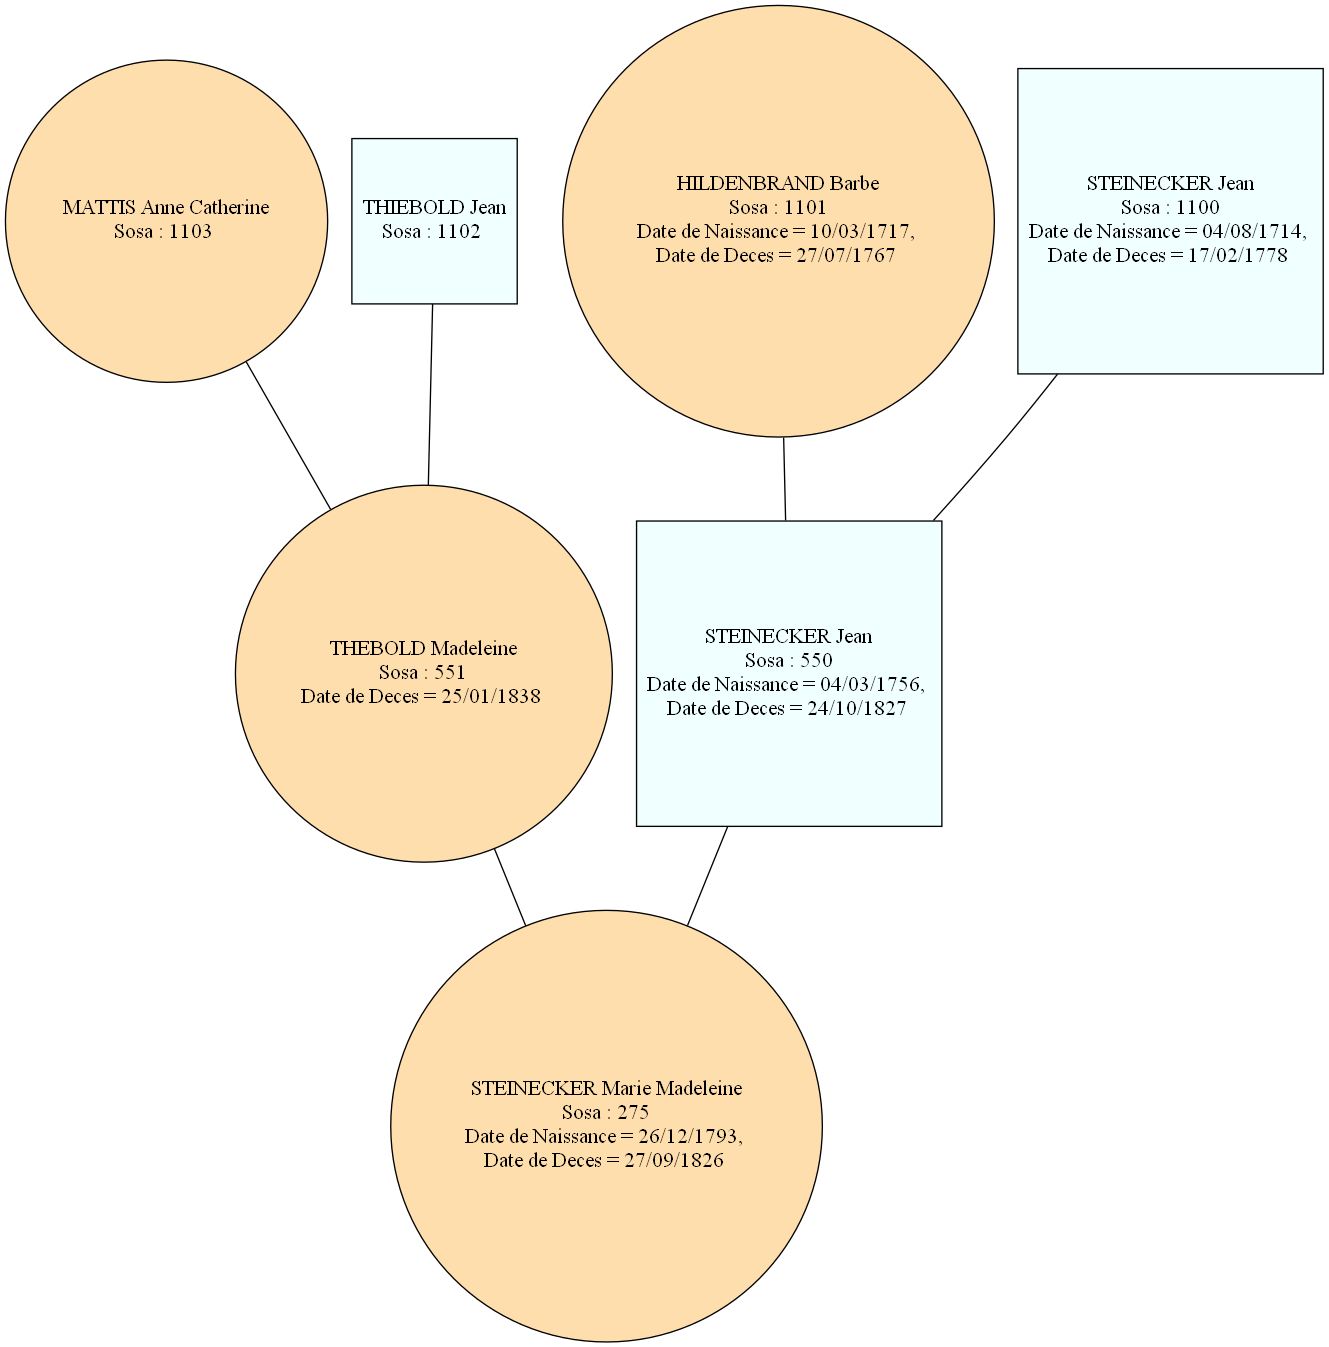 MATTIS Anne Catherine
Sosa : 1103
THIEBOLD Jean
Sosa : 1102
HILDENBRAND Barbe
Sosa : 1101
Date de Naissance = 10/03/1717,
Date de Deces = 27/07/1767
STEINECKER Jean
Sosa : 1100
Date de Naissance = 04/08/1714,
Date de Deces = 17/02/1778
THEBOLD Madeleine
Sosa : 551
Date de Deces = 25/01/1838
STEINECKER Jean
Sosa : 550
Date de Naissance = 04/03/1756,
Date de Deces = 24/10/1827
STEINECKER Marie Madeleine
Sosa : 275
Date de Naissance = 26/12/1793,
Date de Deces = 27/09/1826